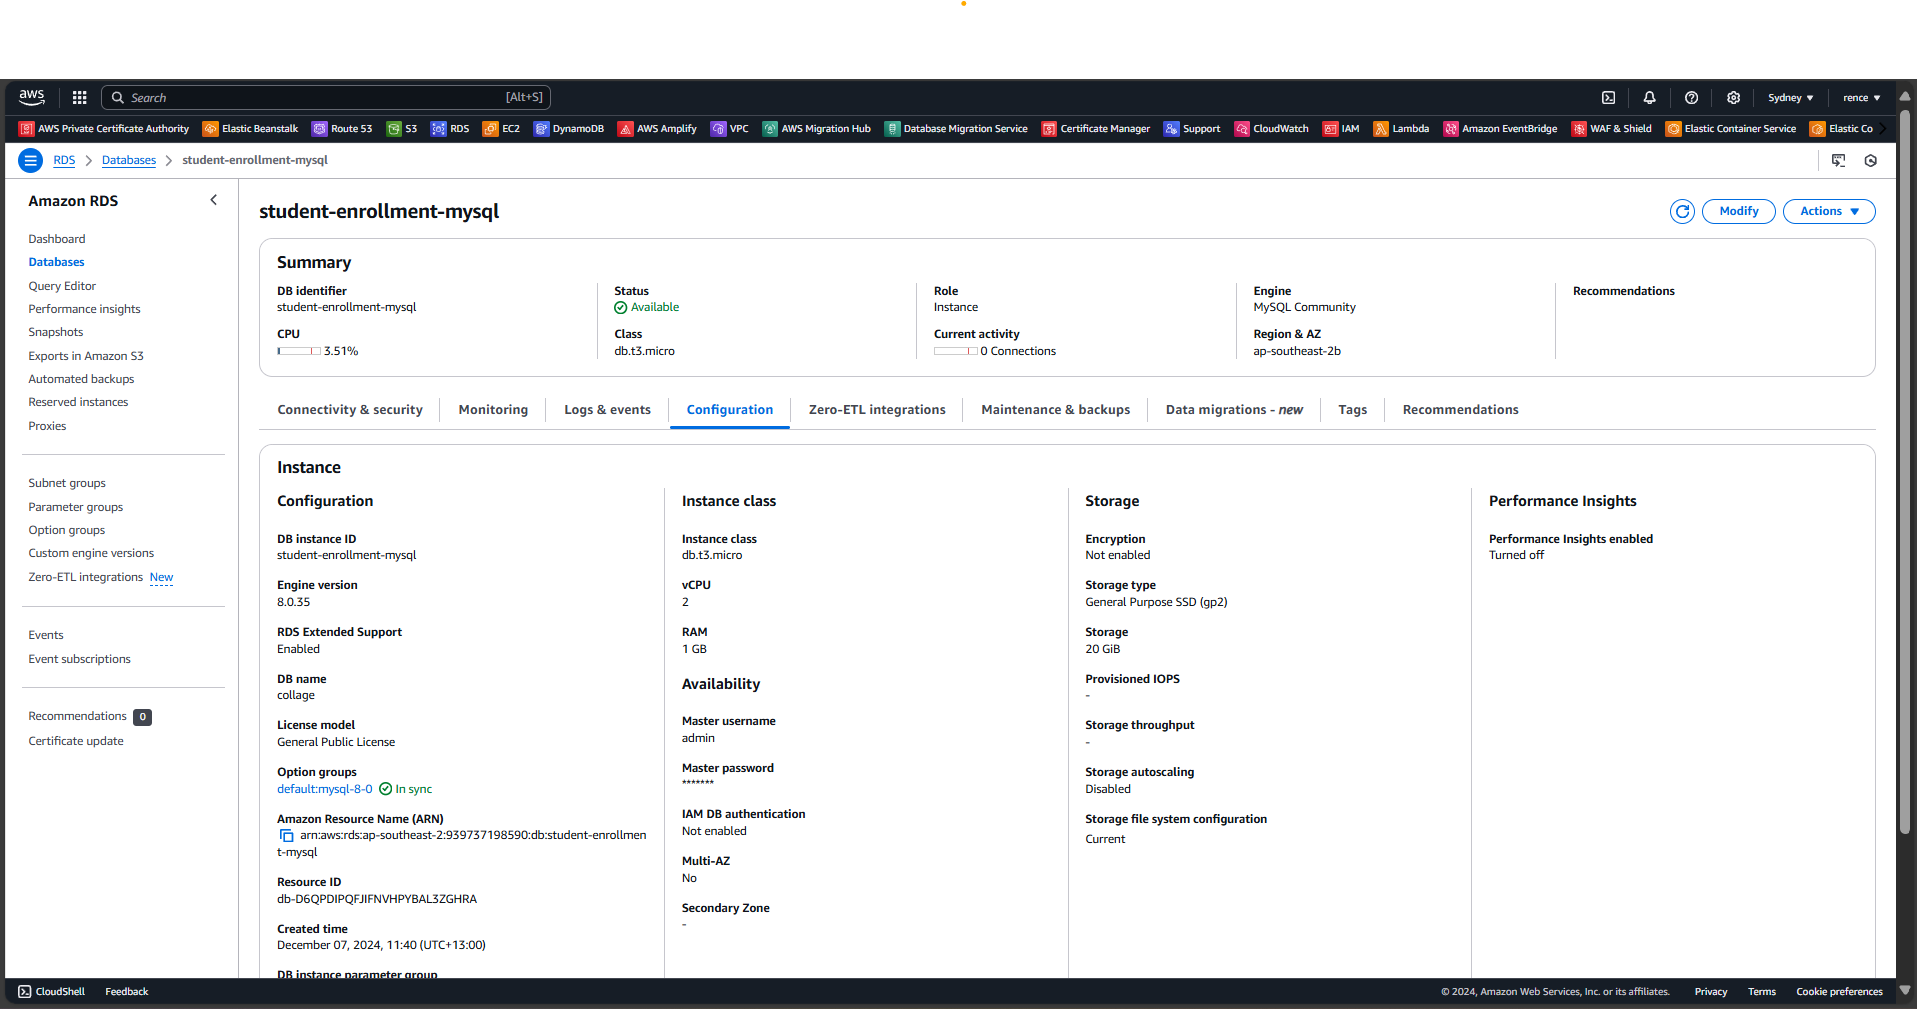 aws
Search [Alt+S]
Sydney ▼ rence ▼
AWS Private Certificate Authority Elastic Beanstalk Route 53 S3 RDS EC2 DynamoDB AWS Amplify VPC AWS Migration Hub Database Migration Service Certificate Manager Support CloudWatch IAM Lambda Amazon EventBridge WAF & Shield Elastic Container Service Elastic Co
RDS > Databases > student-enrollment-mysql
Amazon RDS
Dashboard
Databases
Query Editor
Performance insights
Snapshots
Exports in Amazon S3
Automated backups
Reserved instances
Proxies
Subnet groups
Parameter groups
Option groups
Custom engine versions
Zero-ETL integrations New
Events
Event subscriptions
Recommendations 0
Certificate update
student-enrollment-mysql
Modify
Actions ▼
Summary
DB identifier
student-enrollment-mysql
CPU
3.51%
Status
Available
Class
db.t3.micro
Role
Instance
Current activity
0 Connections
Engine
MySQL Community
Region & AZ
ap-southeast-2b
Recommendations
Connectivity & security Monitoring Logs & events Configuration Zero-ETL integrations Maintenance & backups Data migrations - new Tags Recommendations
Instance
Configuration
DB instance ID
student-enrollment-mysql
Engine version
8.0.35
RDS Extended Support
Enabled
DB name
collage
License model
General Public License
Option groups
default:mysql-8-0 In sync
Amazon Resource Name (ARN)
arn:aws:rds:ap-southeast-2:939737198590:db:student-enrollmen
t-mysql
Resource ID
db-D6QPDIPQFJIFNVHPYBAL3ZGHRA
Created time
December 07, 2024, 11:40 (UTC+13:00)
DB instance parameter group
Instance class
Instance class
db.t3.micro
vCPU
2
RAM
1 GB
Availability
Master username
admin
Master password
*******
IAM DB authentication
Not enabled
Multi-AZ
No
Secondary Zone
-
Storage
Encryption
Not enabled
Storage type
General Purpose SSD (gp2)
Storage
20 GiB
Provisioned IOPS
-
Storage throughput
-
Storage autoscaling
Disabled
Storage file system configuration
Current
Performance Insights
Performance Insights enabled
Turned off
CloudShell Feedback
© 2024, Amazon Web Services, Inc. or its affiliates. Privacy Terms Cookie preferences